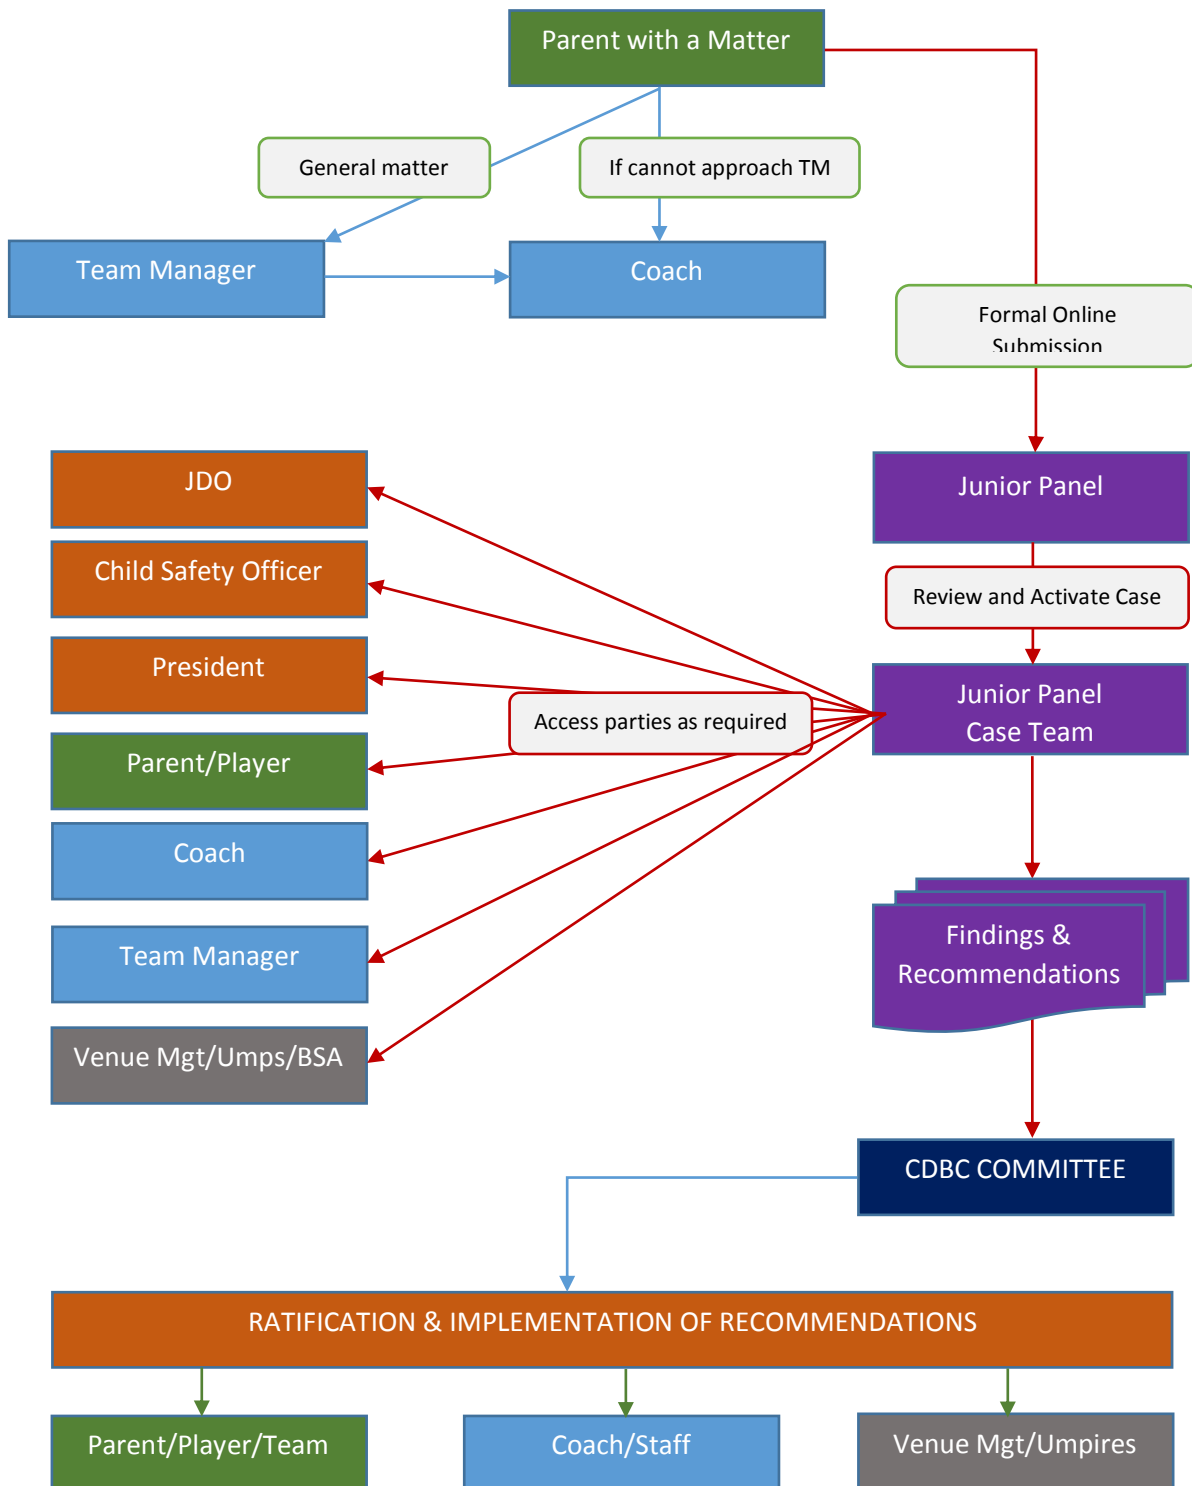 Parent with a Matter
General matter
If cannot approach TM
Team Manager
Coach
Formal Online
Submission
JDO
Junior Panel
Child Safety Officer
Review and Activate Case
President
Junior Panel
Case Team
Access parties as required
Parent/Player
Coach
Team Manager
Findings &
Recommendations
Venue Mgt/Umps/BSA
CDBC COMMITTEE
RATIFICATION & IMPLEMENTATION OF RECOMMENDATIONS
Parent/Player/Team
Coach/Staff
Venue Mgt/Umpires